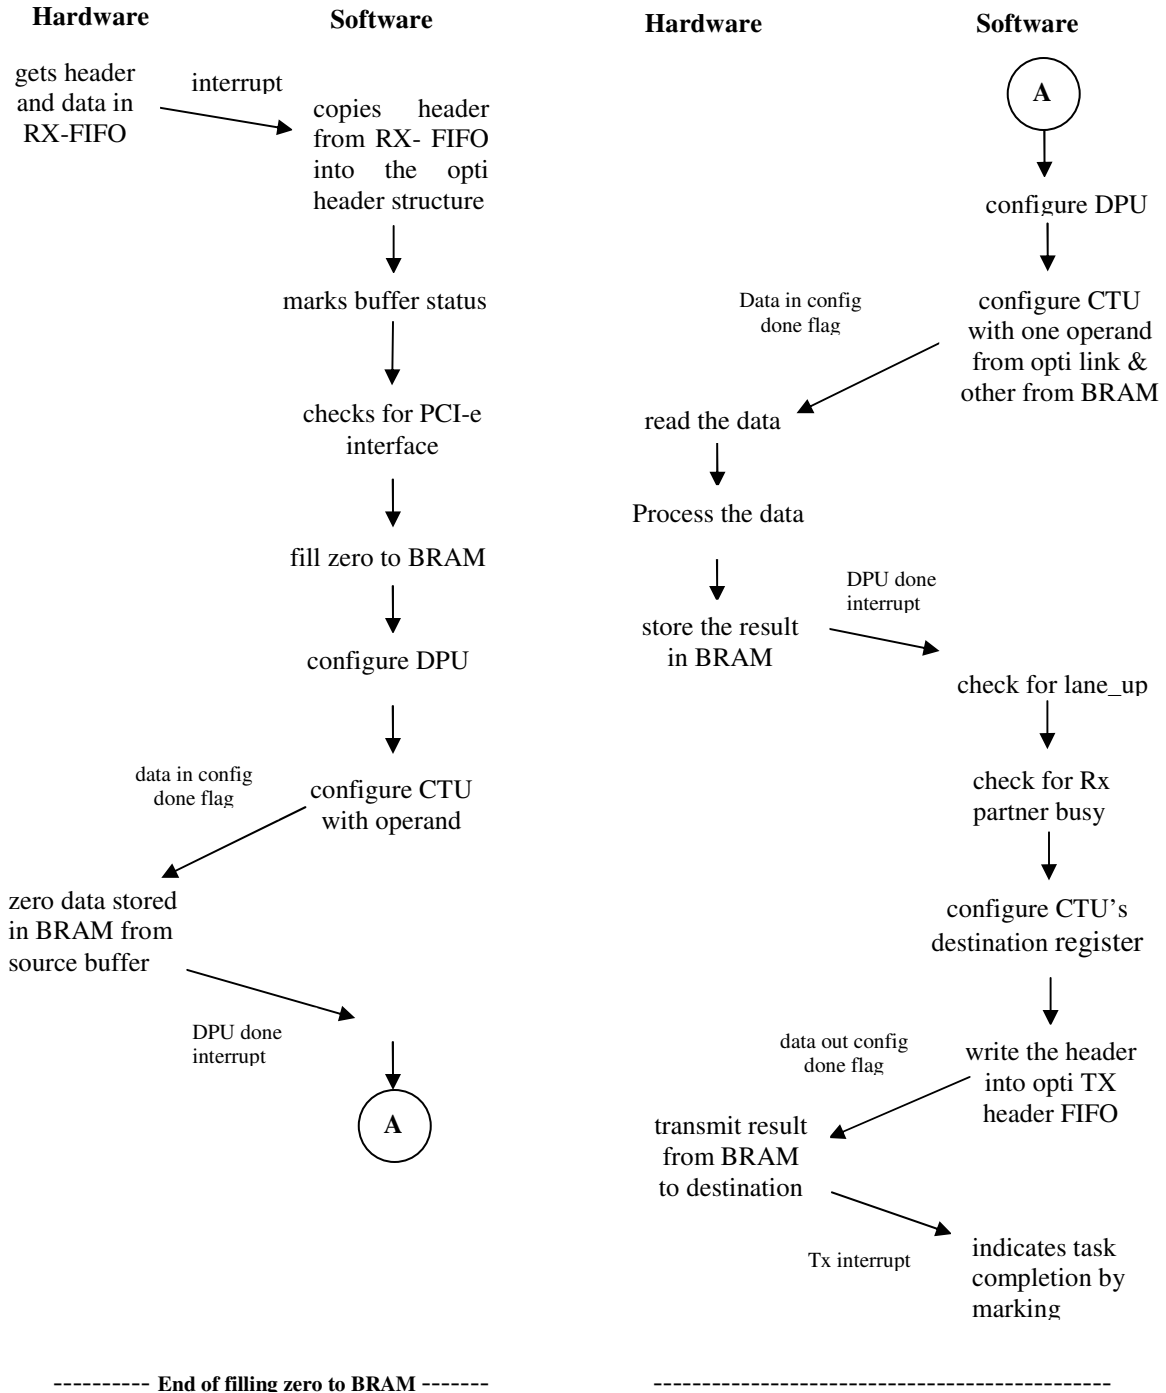 Hardware
Software
gets header
and data in
RX-FIFO
interrupt
copies header
from RX- FIFO
into the opti
header structure
marks buffer status
checks for PCI-e
interface
fill zero to BRAM
configure DPU
data in config
done flag
configure CTU
with operand
zero data stored
in BRAM from
source buffer
DPU done
interrupt
A
---------- End of filling zero to BRAM -------
Hardware
Software
A
configure DPU
Data in config
done flag
configure CTU
with one operand
from opti link &
other from BRAM
read the data
Process the data
store the result
in BRAM
DPU done
interrupt
check for lane_up
check for Rx
partner busy
configure CTU's
destination register
data out config
done flag
write the header
into opti TX
header FIFO
transmit result
from BRAM
to destination
Tx interrupt
indicates task
completion by
marking